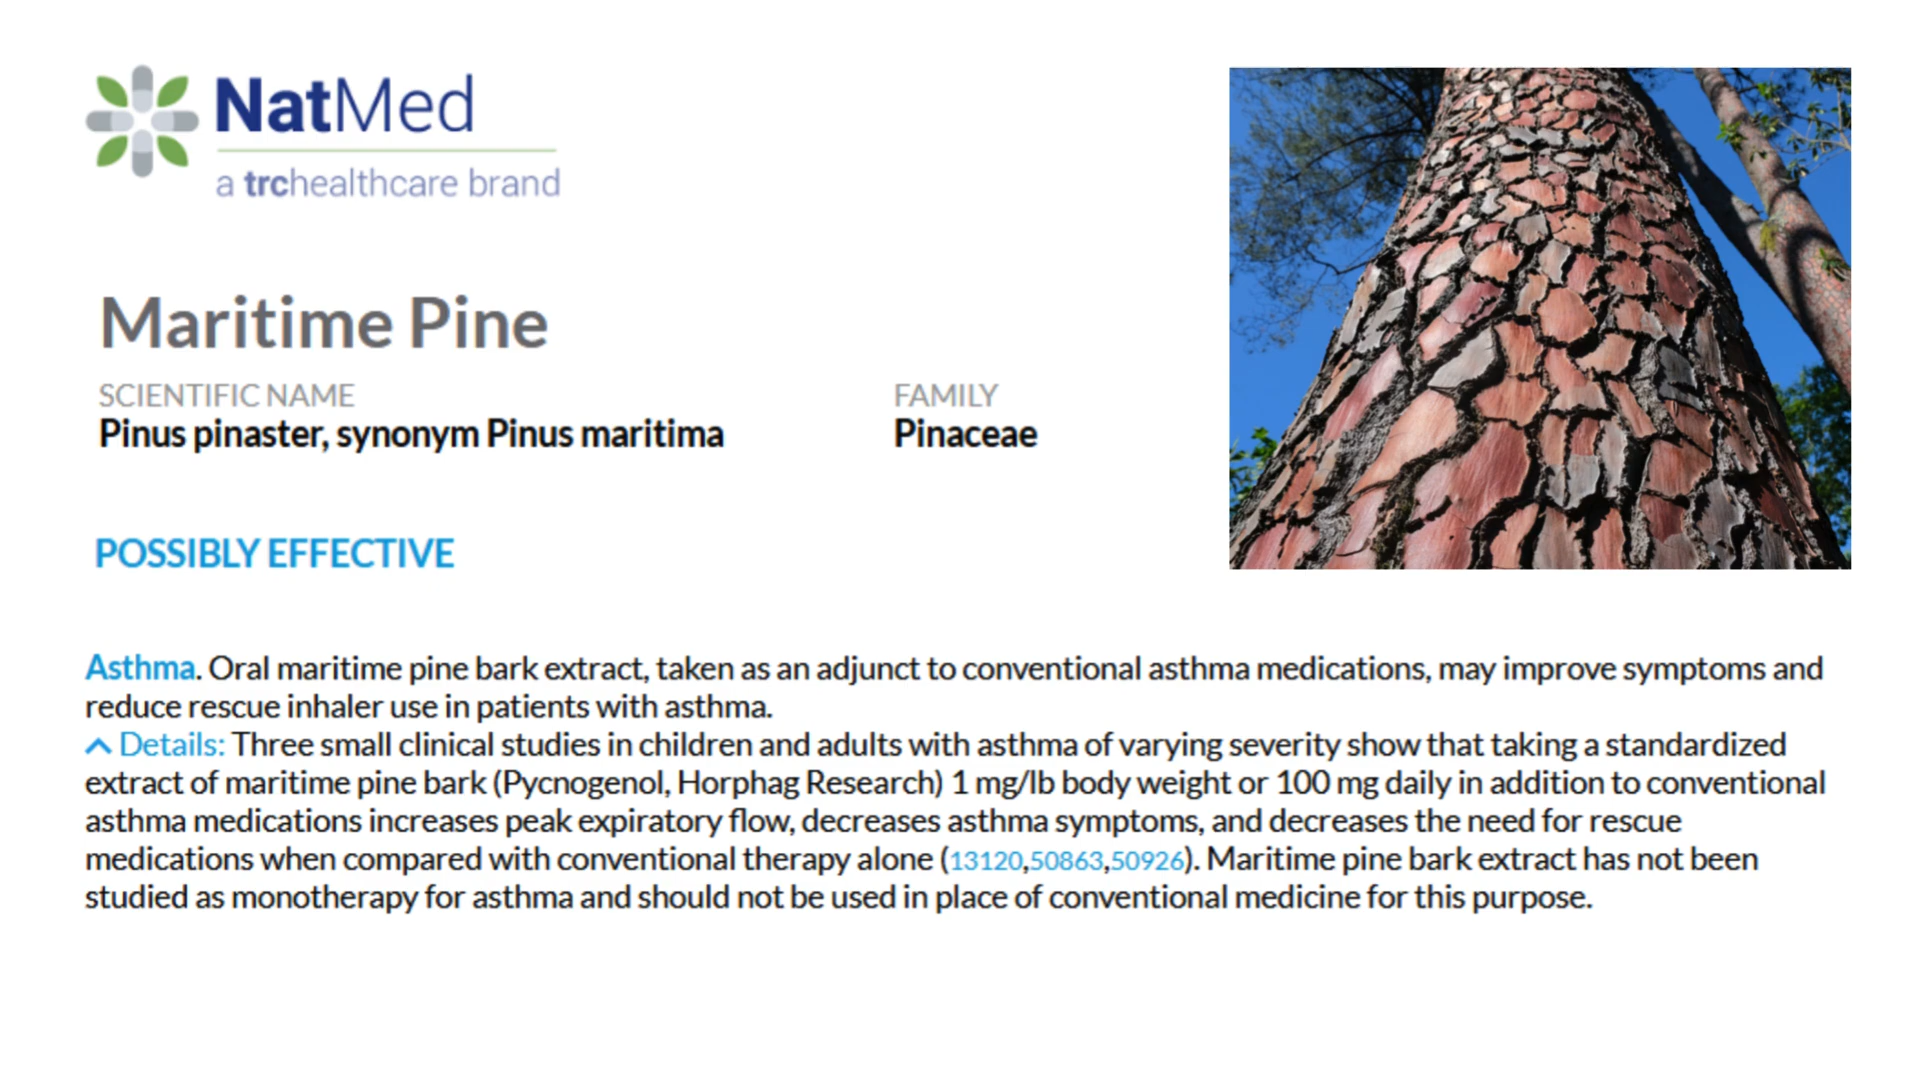 NatMed
a trchealthcare brand
Maritime Pine
SCIENTIFIC NAME
Pinus pinaster, synonym Pinus maritima
FAMILY
Pinaceae
POSSIBLY EFFECTIVE
Asthma. Oral maritime pine bark extract, taken as an adjunct to conventional asthma medications, may improve symptoms and
reduce rescue inhaler use in patients with asthma.
Details: Three small clinical studies in children and adults with asthma of varying severity show that taking a standardized
extract of maritime pine bark (Pycnogenol, Horphag Research) 1 mg/lb body weight or 100 mg daily in addition to conventional
asthma medications increases peak expiratory flow, decreases asthma symptoms, and decreases the need for rescue
medications when compared with conventional therapy alone (13120,50863,50926). Maritime pine bark extract has not been
studied as monotherapy for asthma and should not be used in place of conventional medicine for this purpose.